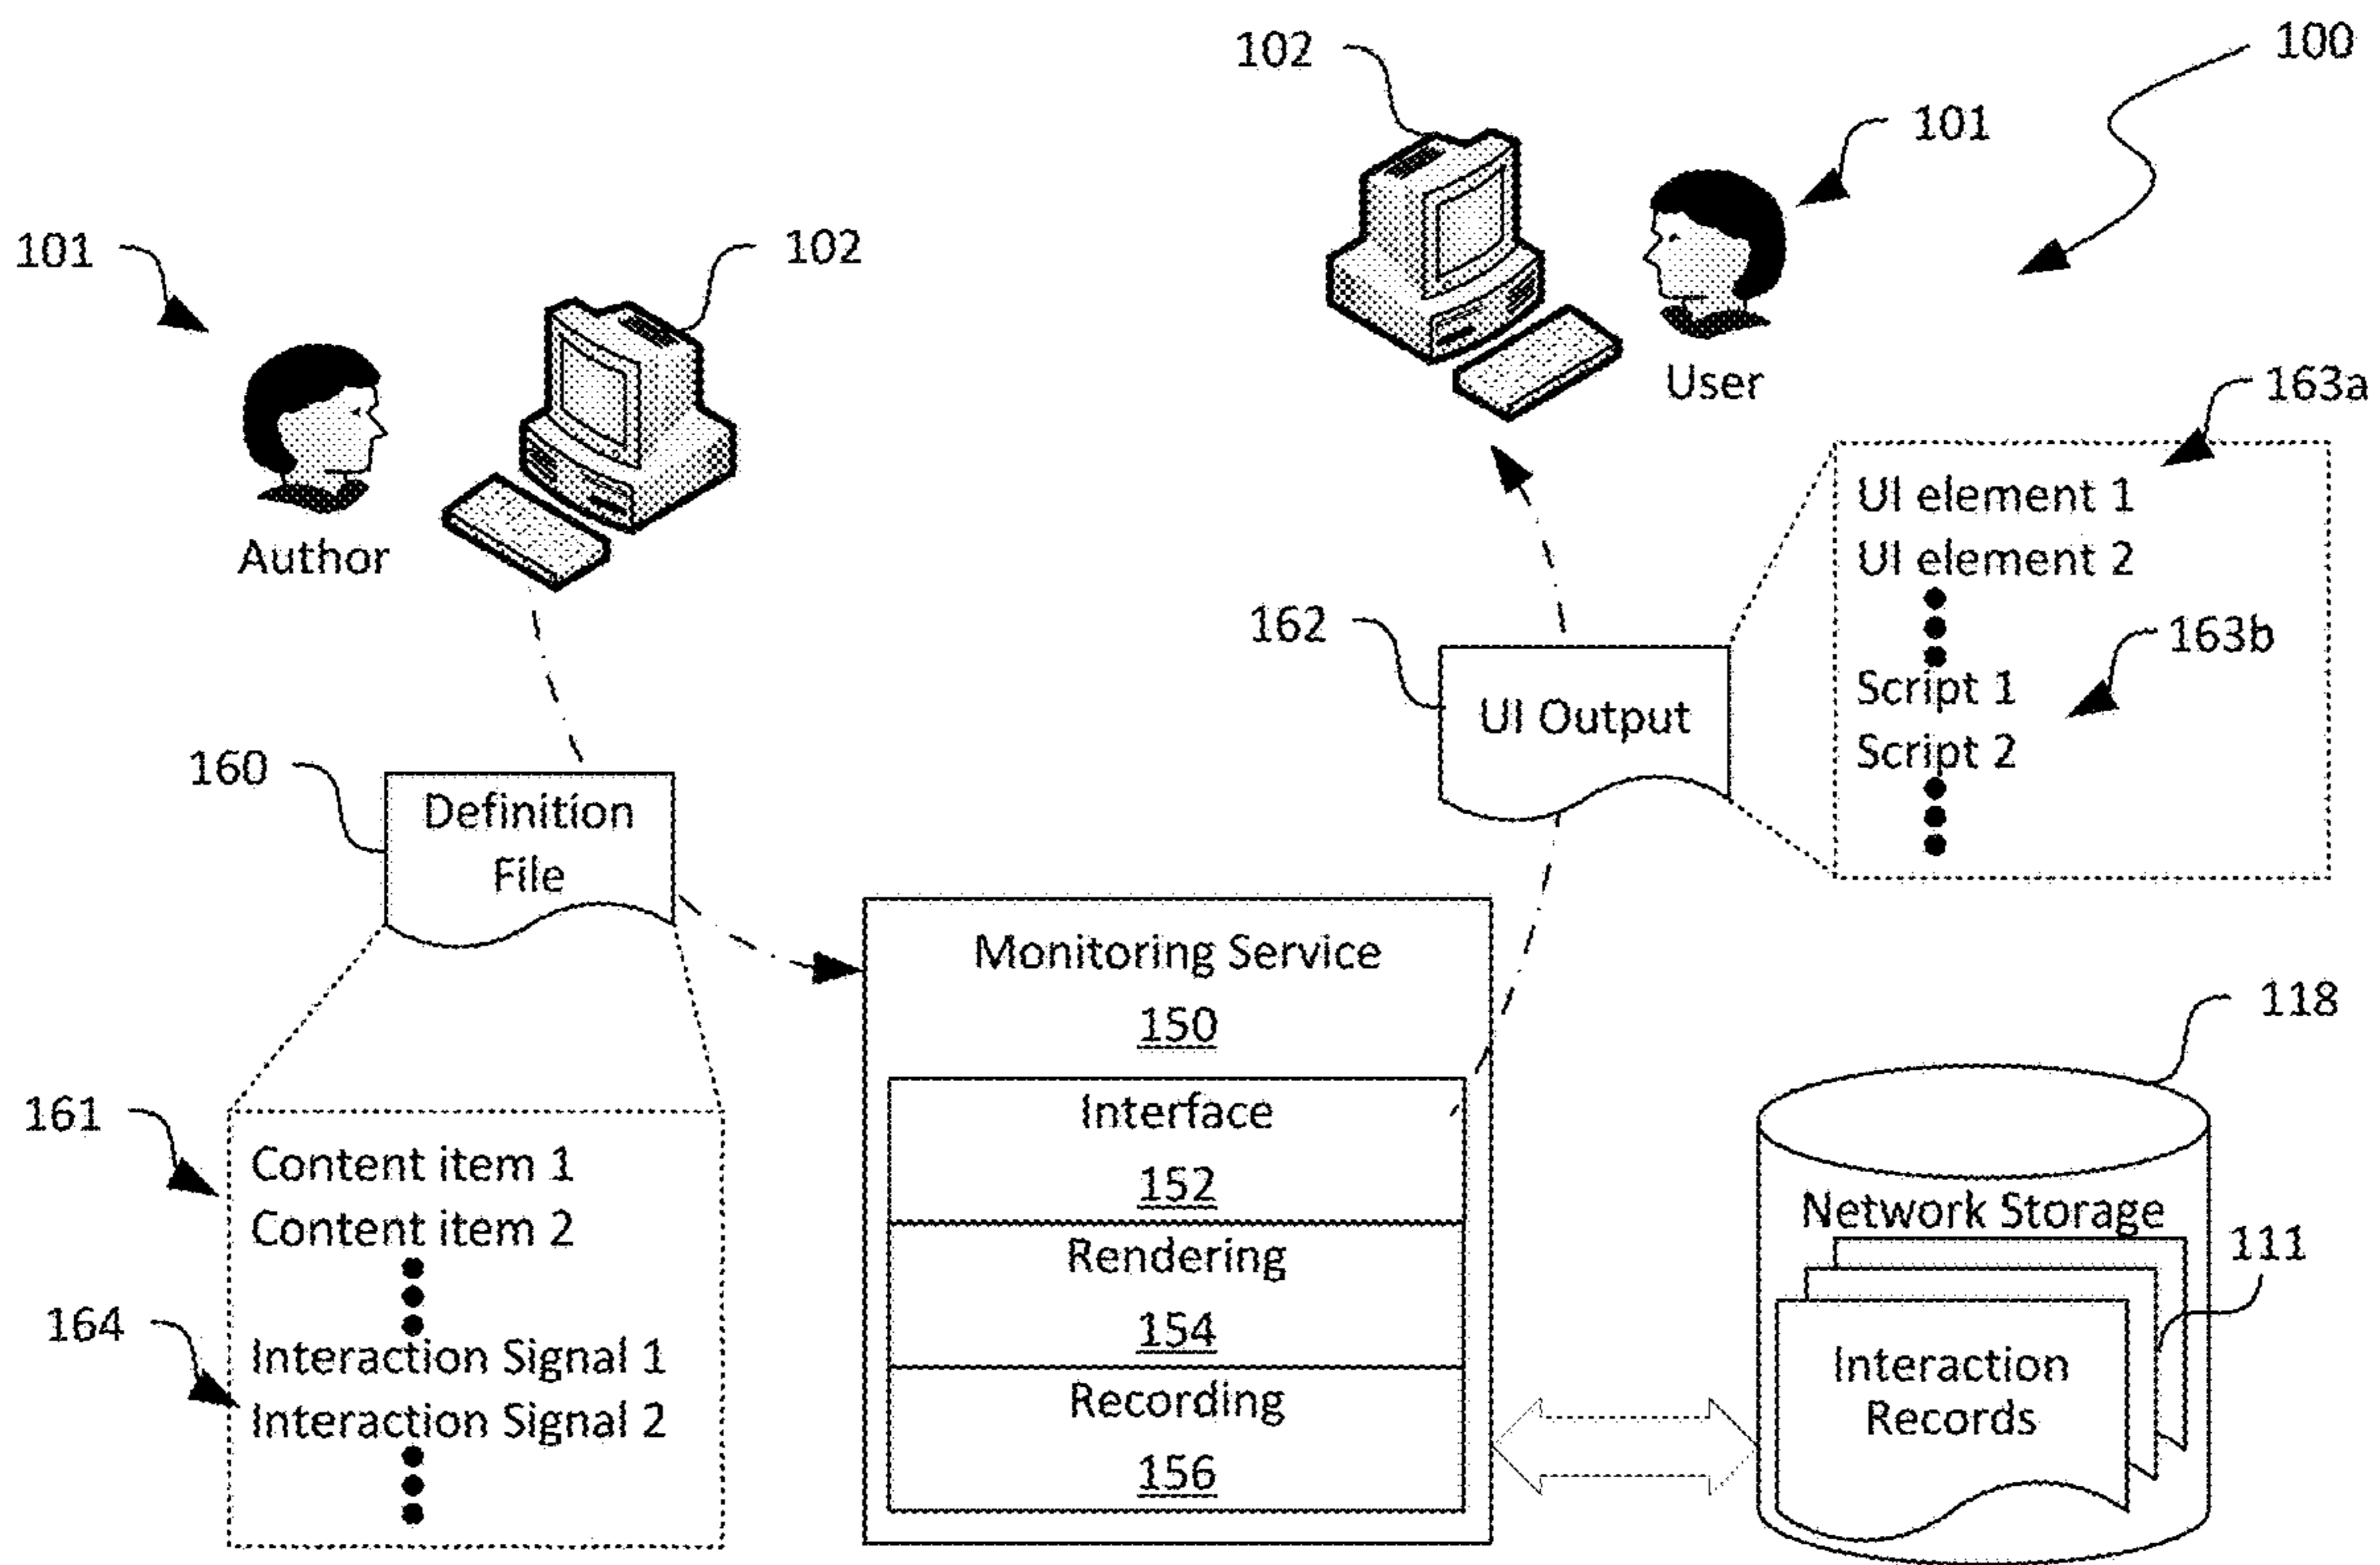 102
100
101
101
102
User
163a
UI element 1
UI element 2
Author
162
163b
UI Output
Script 1
Script 2
160
Definition
File
Monitoring Service
150
118
161
Interface
152
Content item 1
Content item 2
Network Storage
111
Rendering
154
164
Interaction Signal 1
Interaction Signal 2
Interaction
Records
Recording
156